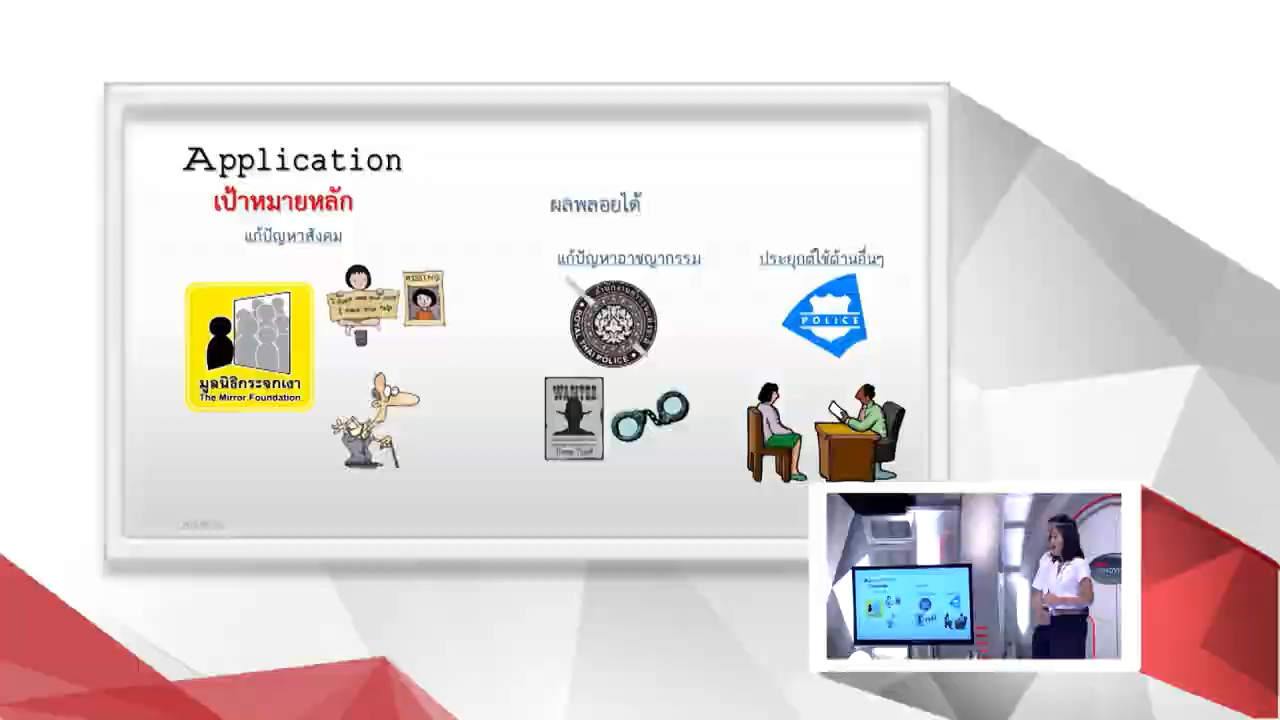 Application
เป้าหมายหลัก
แก้ปัญหาสังคม
ผลพลอยได้
แก้ปัญหาอาชญากรรม
ประยุกต์ใช้ด้านอื่นๆ
MISSING
มูลนิธิกระจกเงา
The Mirror Foundation
ROYAL THAI POLICE
POLICE
WANTED